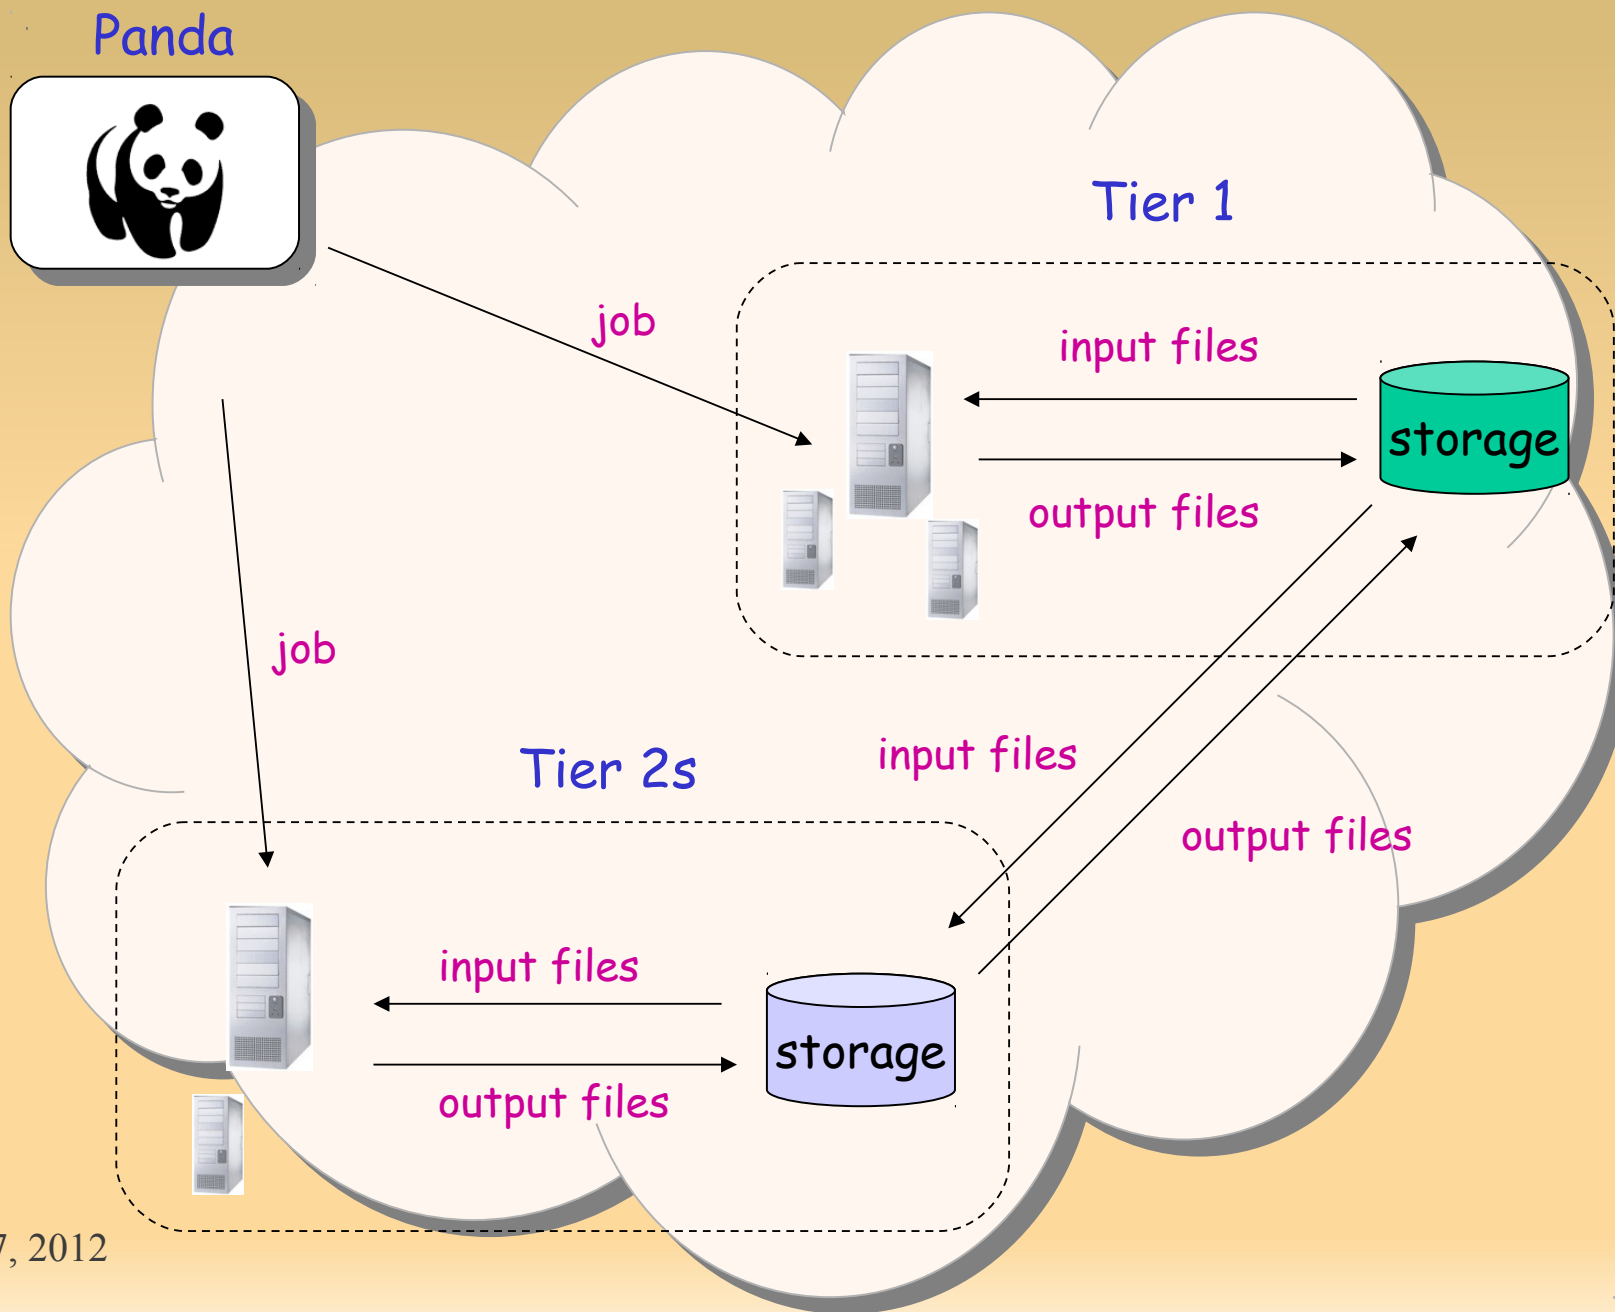 Panda
Tier 1
job
input files
storage
output files
job
Tier 2s
input files
output files
input files
storage
output files
7, 2012